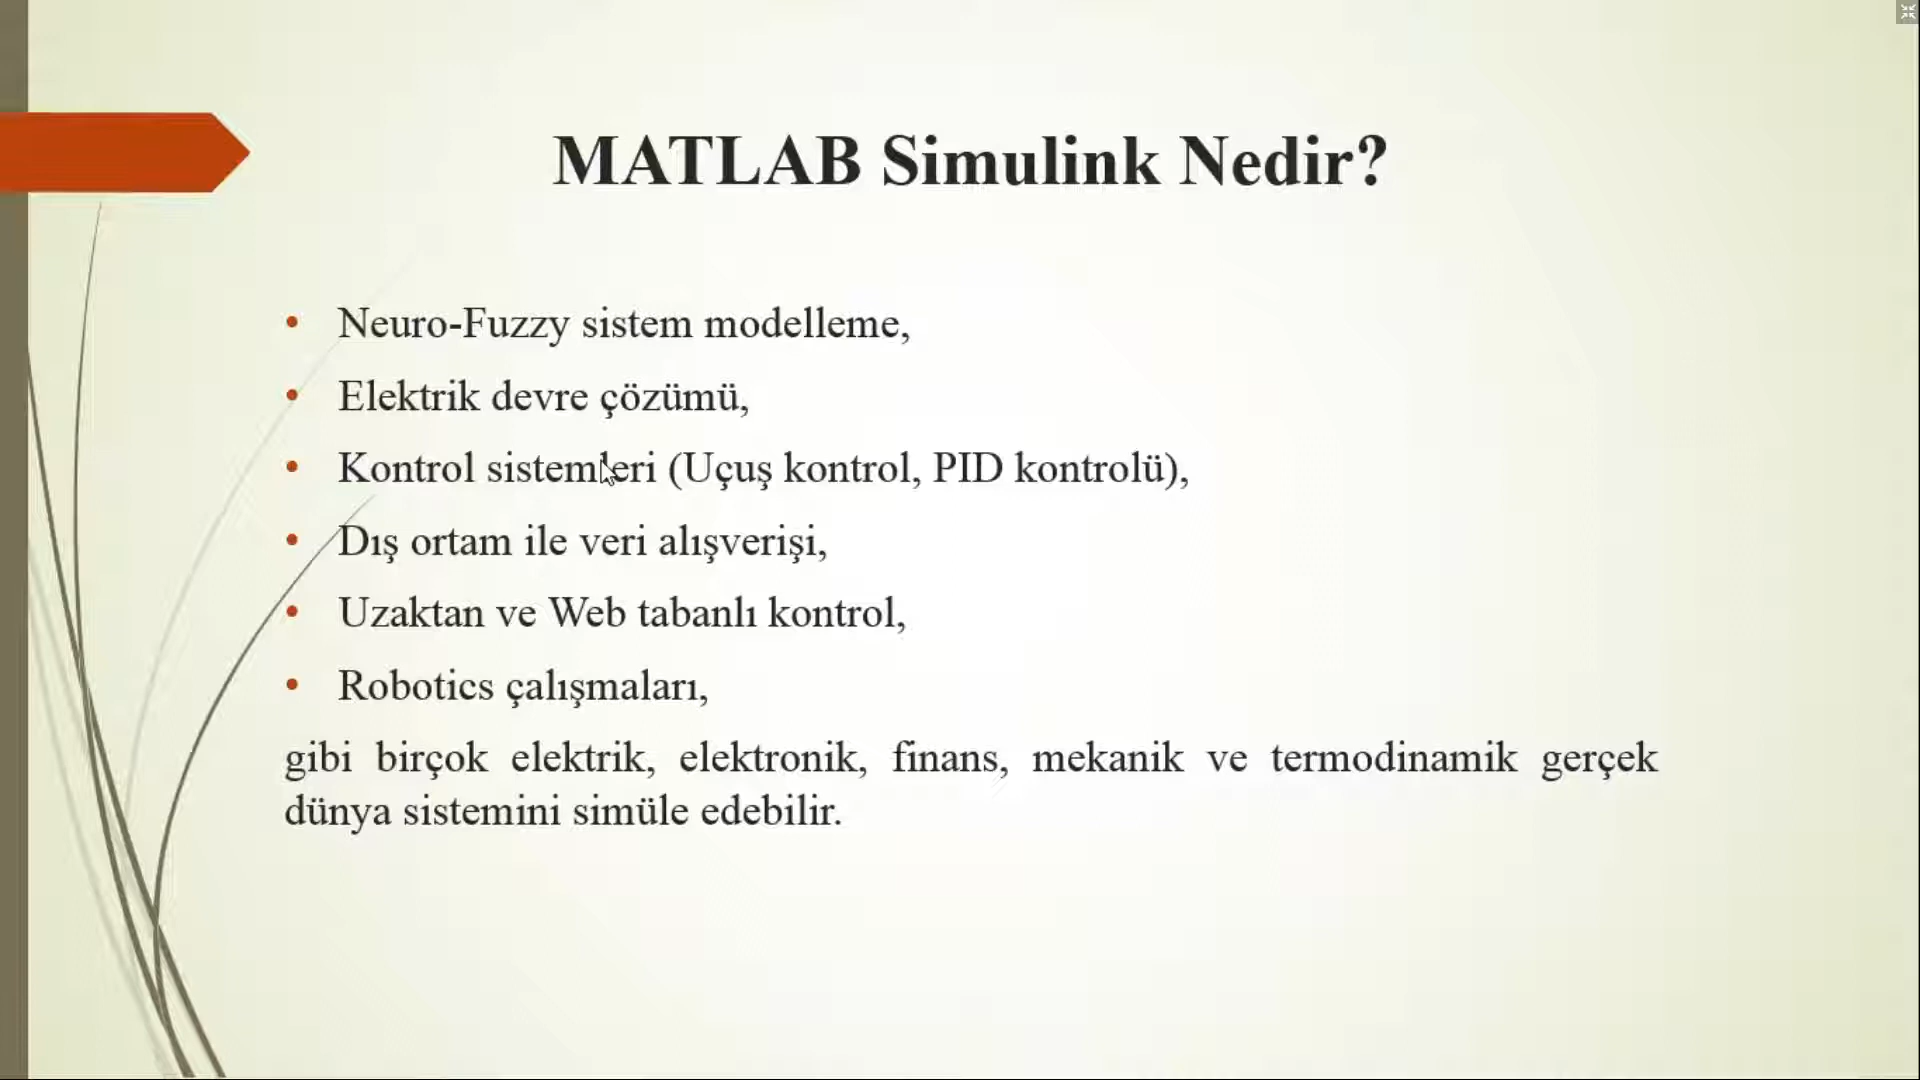 MATLAB Simulink Nedir?
• Neuro-Fuzzy sistem modelleme,
• Elektrik devre çözümü,
• Kontrol sistemleri (Uçuş kontrol, PID kontrolü),
• Dış ortam ile veri alışverişi,
• Uzaktan ve Web tabanlı kontrol,
• Robotics çalışmaları,
gibi birçok elektrik, elektronik, finans, mekanik ve termodinamik gerçek
dünya sistemini simüle edebilir.